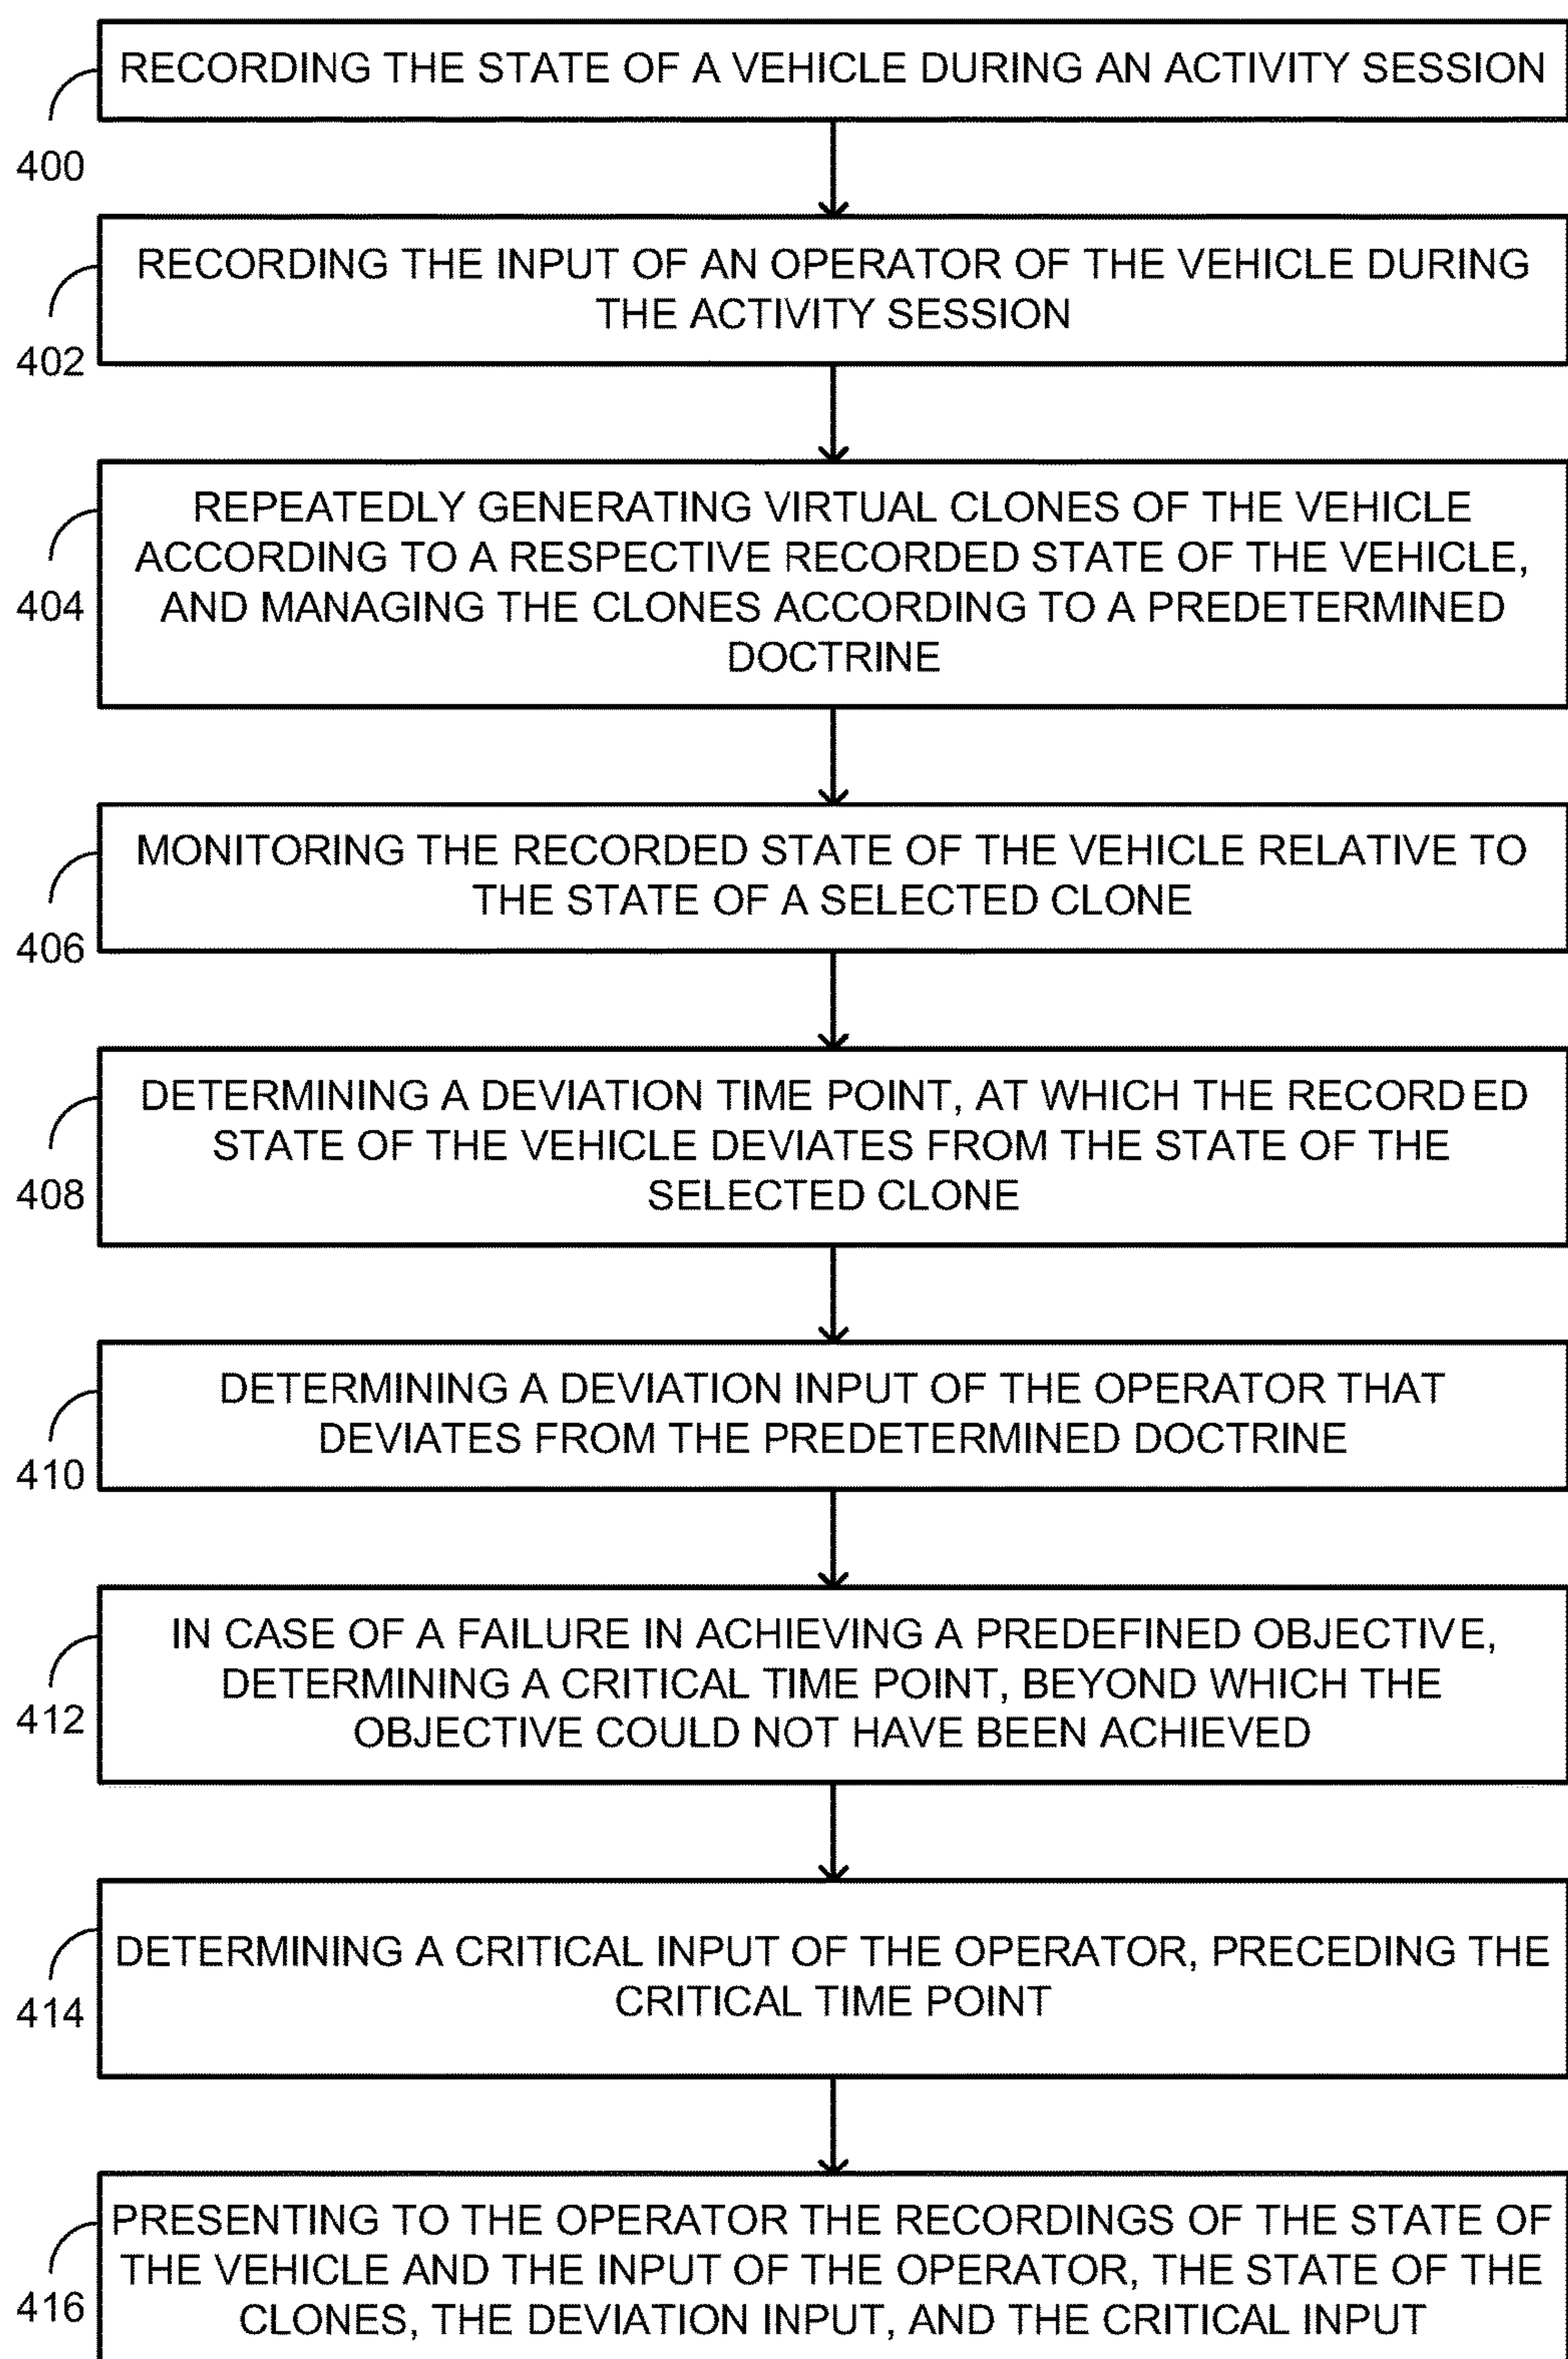 RECORDING THE STATE OF A VEHICLE DURING AN ACTIVITY SESSION
400
RECORDING THE INPUT OF AN OPERATOR OF THE VEHICLE DURING
THE ACTIVITY SESSION
402
REPEATEDLY GENERATING VIRTUAL CLONES OF THE VEHICLE
ACCORDING TO A RESPECTIVE RECORDED STATE OF THE VEHICLE,
AND MANAGING THE CLONES ACCORDING TO A PREDETERMINED
DOCTRINE
404
MONITORING THE RECORDED STATE OF THE VEHICLE RELATIVE TO
THE STATE OF A SELECTED CLONE
406
DETERMINING A DEVIATION TIME POINT, AT WHICH THE RECORDED
STATE OF THE VEHICLE DEVIATES FROM THE STATE OF THE
SELECTED CLONE
408
DETERMINING A DEVIATION INPUT OF THE OPERATOR THAT
DEVIATES FROM THE PREDETERMINED DOCTRINE
410
IN CASE OF A FAILURE IN ACHIEVING A PREDEFINED OBJECTIVE,
DETERMINING A CRITICAL TIME POINT, BEYOND WHICH THE
OBJECTIVE COULD NOT HAVE BEEN ACHIEVED
412
DETERMINING A CRITICAL INPUT OF THE OPERATOR, PRECEDING THE
CRITICAL TIME POINT
414
PRESENTING TO THE OPERATOR THE RECORDINGS OF THE STATE OF
THE VEHICLE AND THE INPUT OF THE OPERATOR, THE STATE OF THE
CLONES, THE DEVIATION INPUT, AND THE CRITICAL INPUT
416